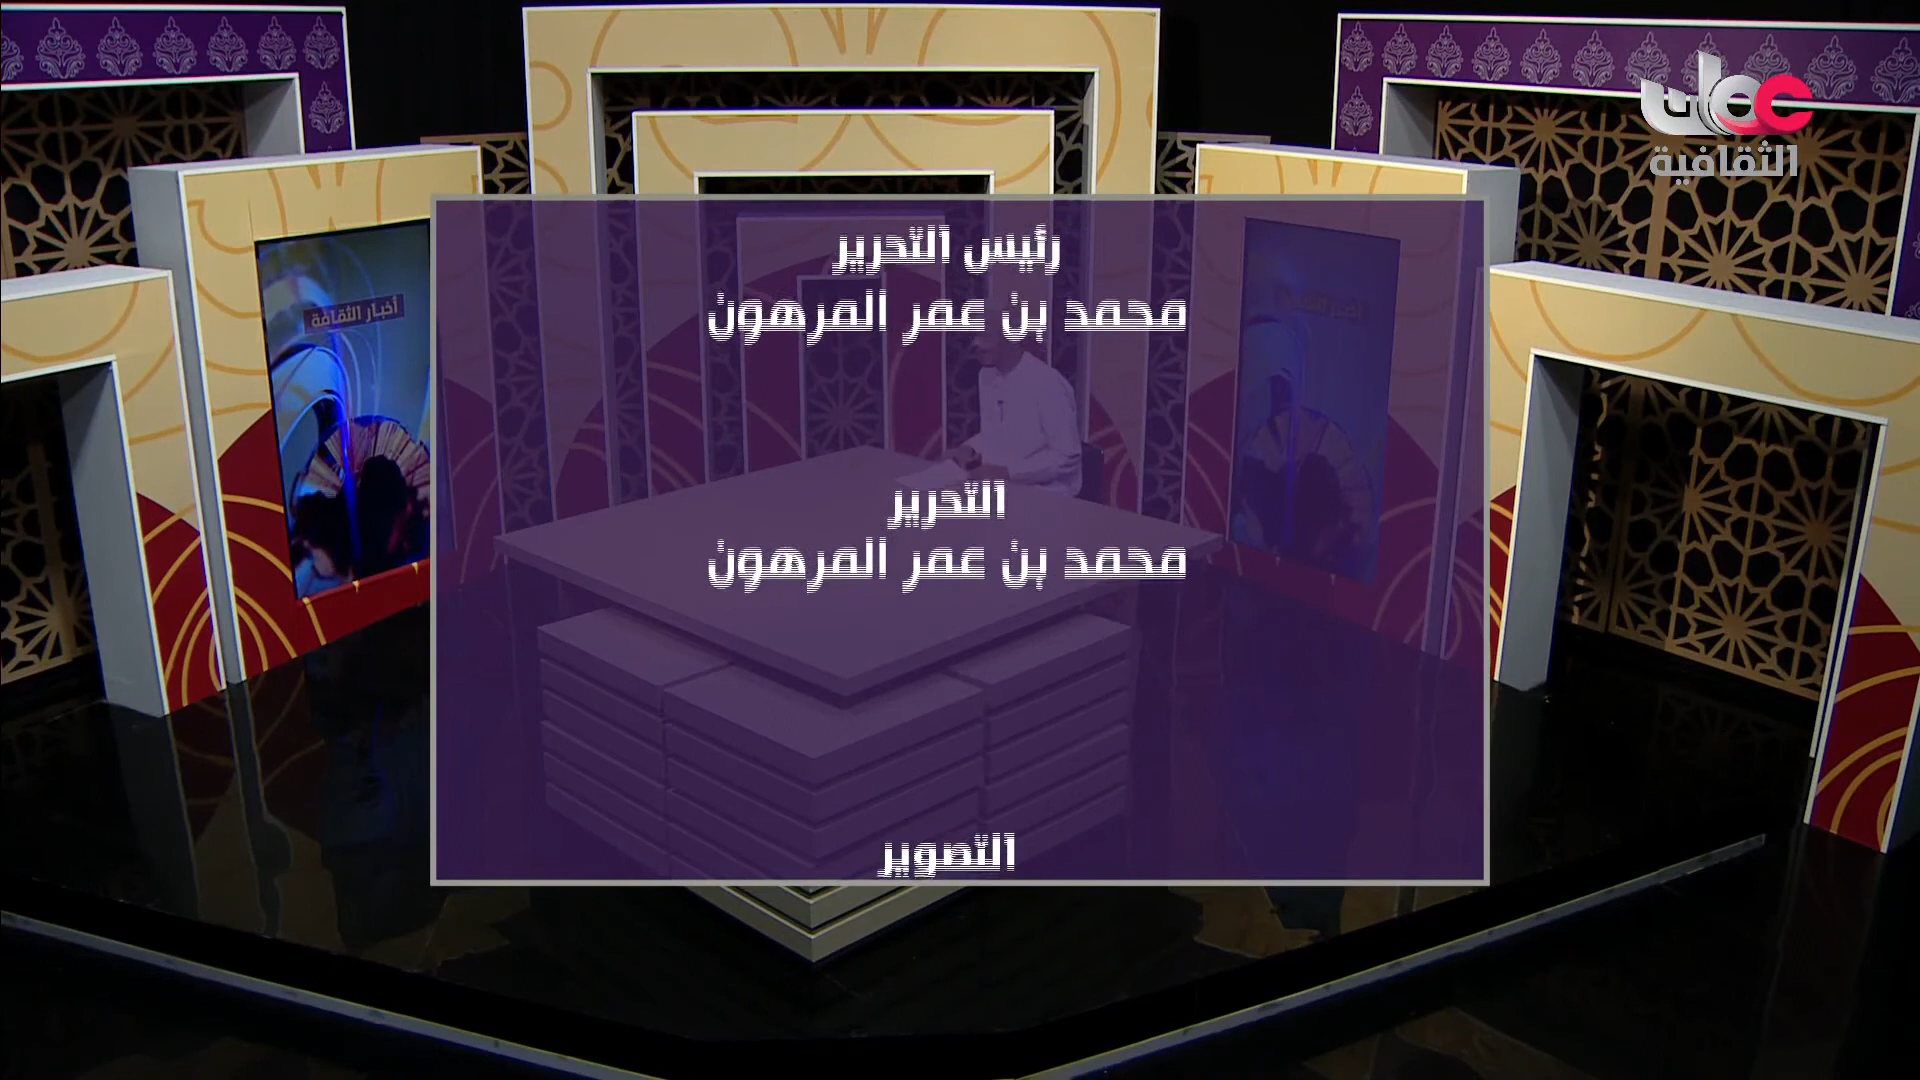 عمان
الثقافية
أخبار الثقافة
رئيس التحرير
محمد بن عمر المرهون
التحرير
محمد بن عمر المرهون
التصوير